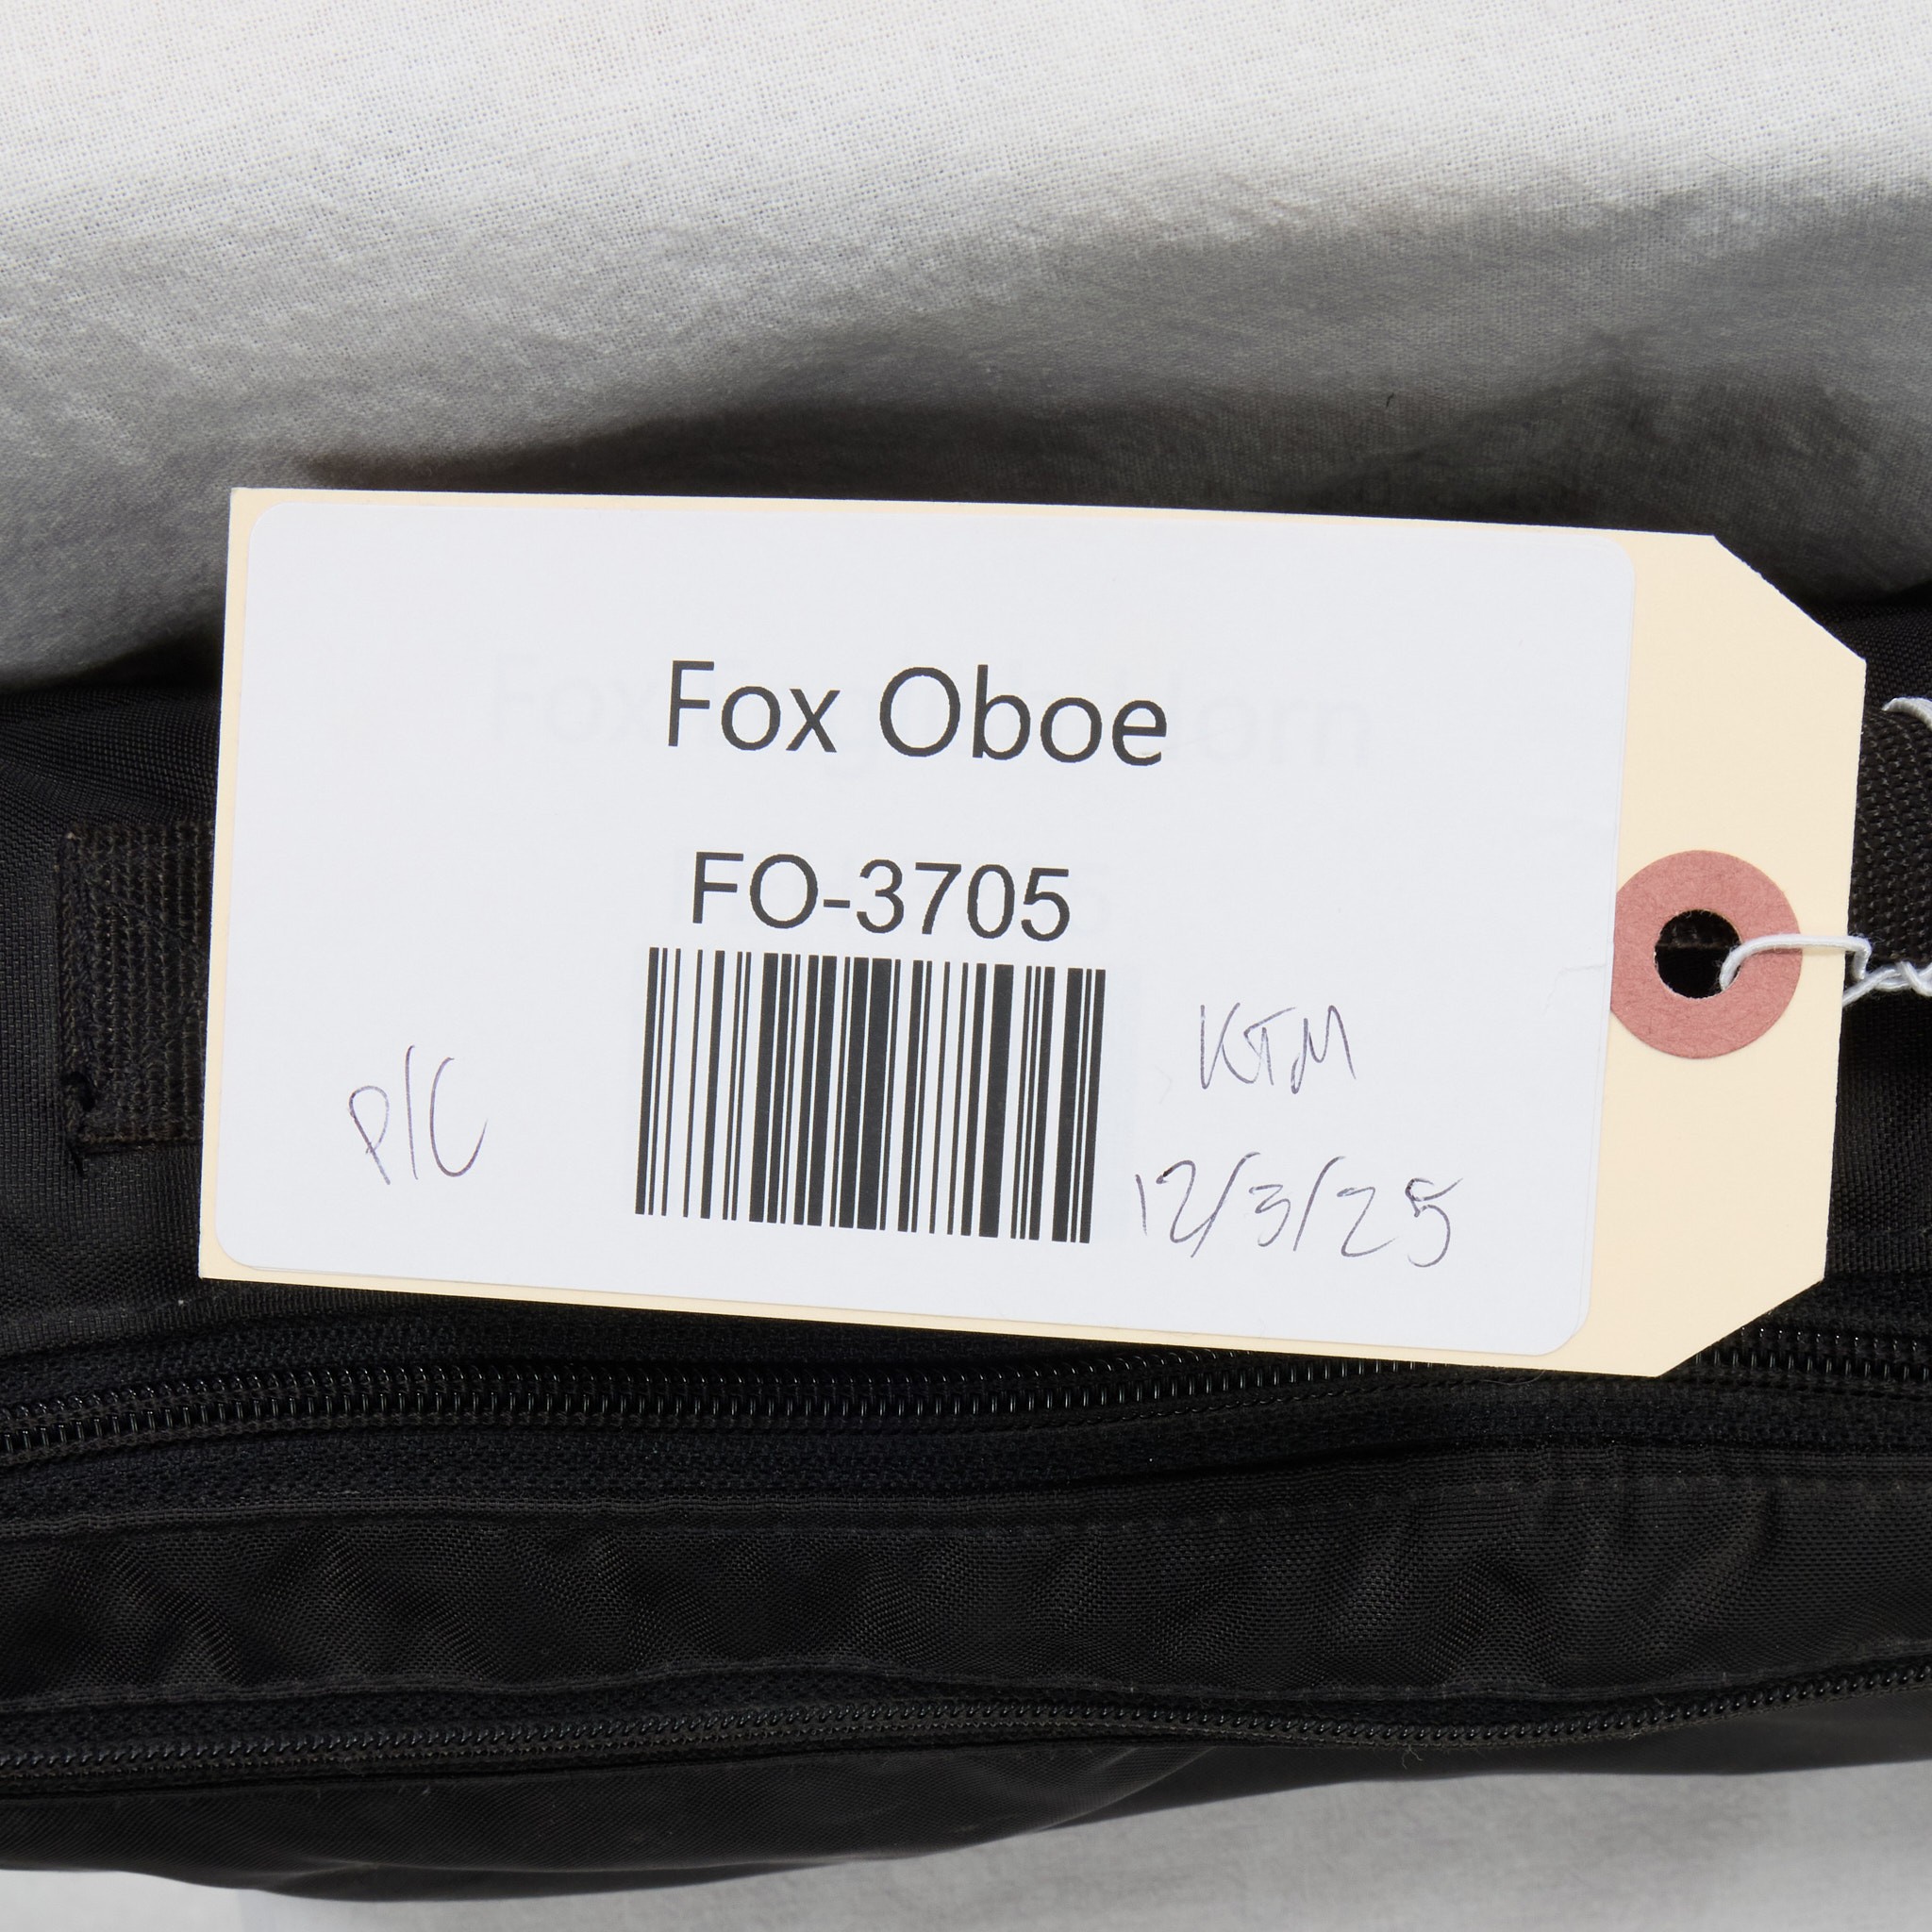 Fox Oboe
FO-3705
P/C
KTM
12/3/25